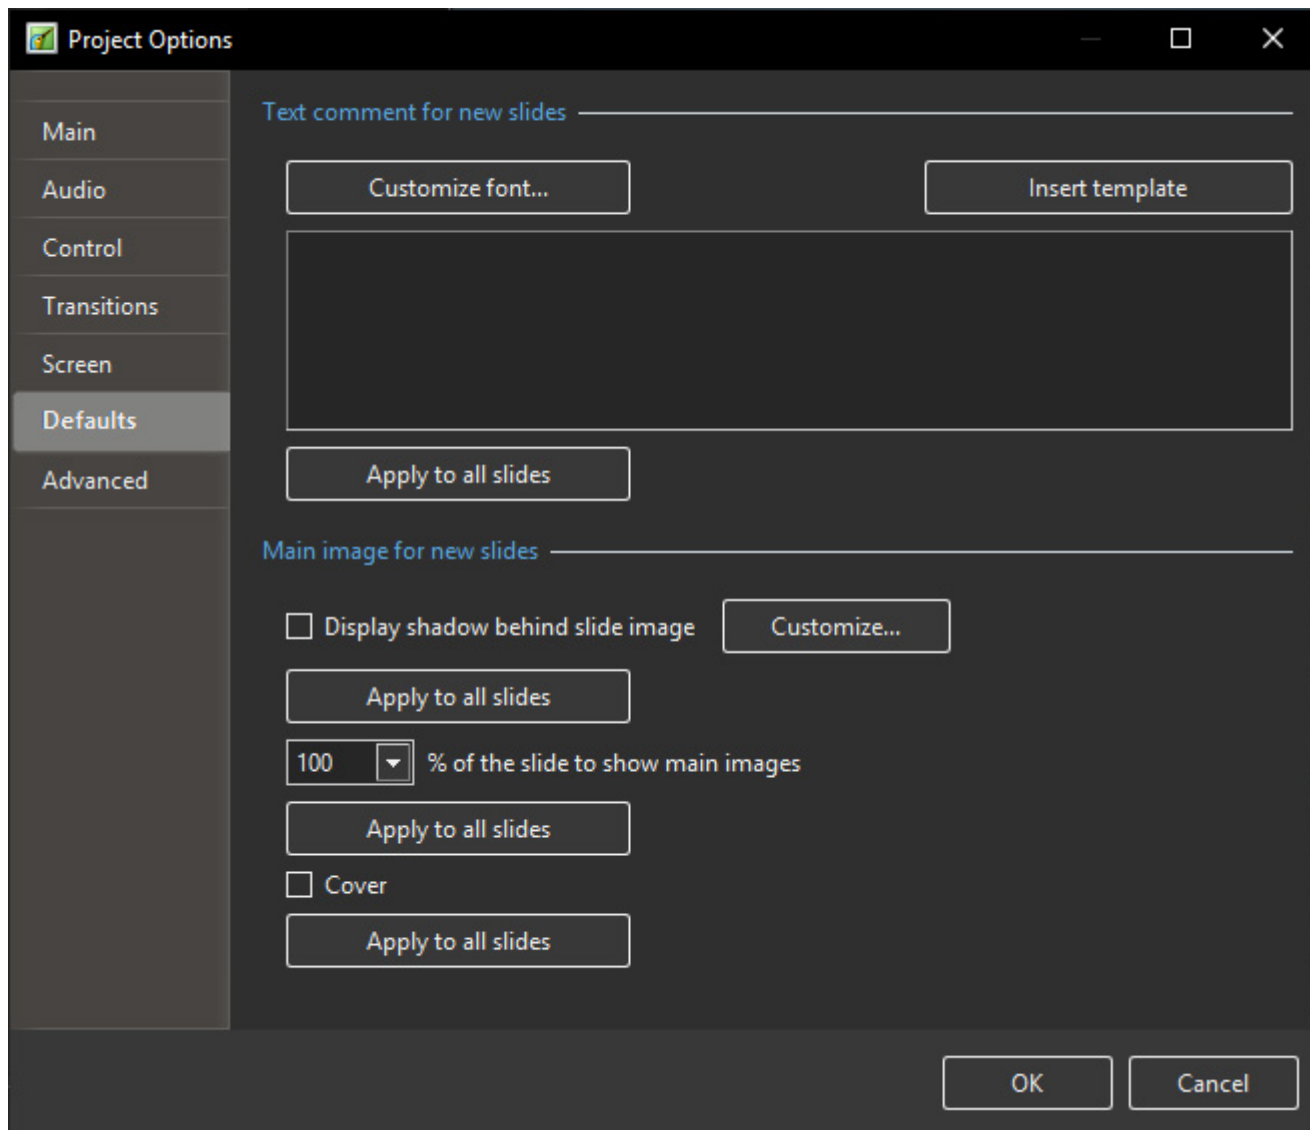 Project Options
Main
Audio
Control
Transitions
Screen
Defaults
Advanced
Text comment for new slides
Customize font...
Insert template
Apply to all slides
Main image for new slides
Display shadow behind slide image
Customize...
Apply to all slides
100
% of the slide to show main images
Apply to all slides
Cover
Apply to all slides
OK
Cancel